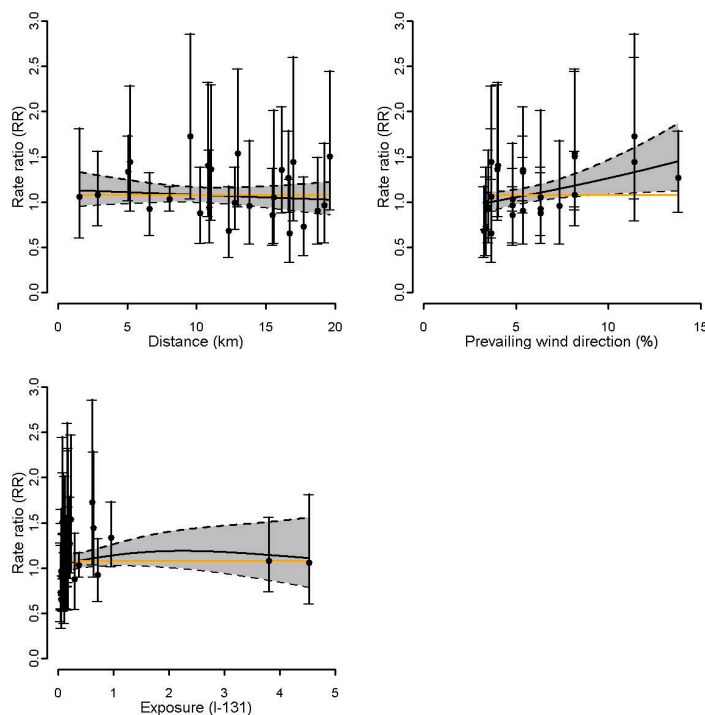 Rate ratio (RR)
0.0 0.5 1.0 1.5 2.0 2.5 3.0
0 5 10 15 20
Distance (km)
Rate ratio (RR)
0.0 0.5 1.0 1.5 2.0 2.5 3.0
0 5 10 15
Prevailing wind direction (%)
Rate ratio (RR)
0.0 0.5 1.0 1.5 2.0 2.5 3.0
0 1 2 3 4 5
Exposure (I-131)